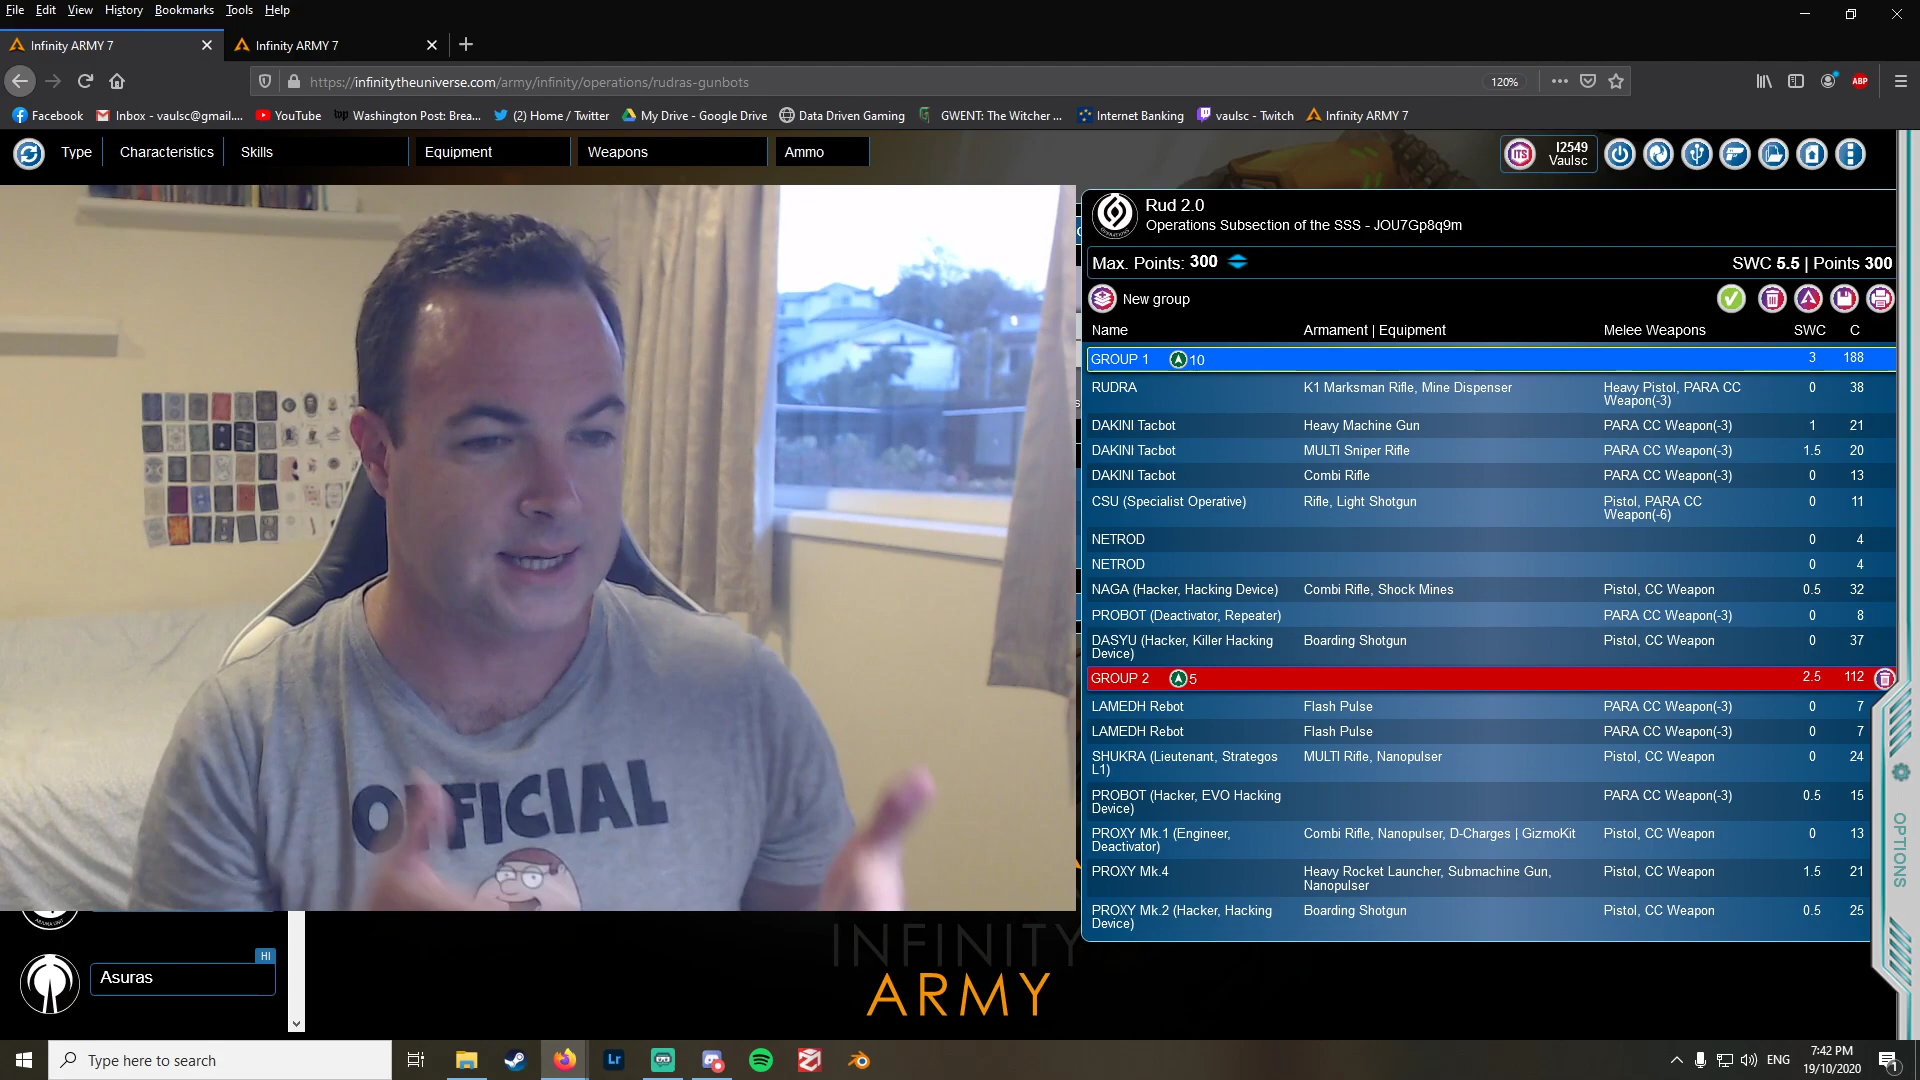 File Edit View History Bookmarks Tools Help
Infinity ARMY 7
Infinity ARMY 7
https://infinitytheuniverse.com/army/infinity/operations/rudras-gunbots
120%
ABP
Facebook
Inbox - vaulsc@gmail....
YouTube
Washington Post: Brea...
(2) Home / Twitter
My Drive - Google Drive
Data Driven Gaming
GWENT: The Witcher ...
Internet Banking
vaulsc - Twitch
Infinity ARMY 7
Type Characteristics Skills Equipment Weapons Ammo
ITS
I2549
Vaulsc
Rud 2.0
Operations Subsection of the SSS - JOU7Gp8q9m
Max. Points: 300
SWC 5.5 | Points 300
New group
Name Armament | Equipment Melee Weapons SWC C
GROUP 1 10 3 188
RUDRA K1 Marksman Rifle, Mine Dispenser Heavy Pistol, PARA CC 0 38
Weapon(-3)
DAKINI Tacbot Heavy Machine Gun PARA CC Weapon(-3) 1 21
DAKINI Tacbot MULTI Sniper Rifle PARA CC Weapon(-3) 1.5 20
DAKINI Tacbot Combi Rifle PARA CC Weapon(-3) 0 13
CSU (Specialist Operative) Rifle, Light Shotgun Pistol, PARA CC 0 11
Weapon(-6)
NETROD 0 4
NETROD 0 4
NAGA (Hacker, Hacking Device) Combi Rifle, Shock Mines Pistol, CC Weapon 0.5 32
PROBOT (Deactivator, Repeater) PARA CC Weapon(-3) 0 8
DASYU (Hacker, Killer Hacking Boarding Shotgun Pistol, CC Weapon 0 37
Device)
GROUP 2 5 2.5 112
LAMEDH Rebot Flash Pulse PARA CC Weapon(-3) 0 7
LAMEDH Rebot Flash Pulse PARA CC Weapon(-3) 0 7
SHUKRA (Lieutenant, Strategos MULTI Rifle, Nanopulser Pistol, CC Weapon 0 24
L1)
PROBOT (Hacker, EVO Hacking PARA CC Weapon(-3) 0.5 15
Device)
PROXY Mk.1 (Engineer, Combi Rifle, Nanopulser, D-Charges | GizmoKit Pistol, CC Weapon 0 13
Deactivator)
PROXY Mk.4 Heavy Rocket Launcher, Submachine Gun, Pistol, CC Weapon 1.5 21
Nanopulser
PROXY Mk.2 (Hacker, Hacking Boarding Shotgun Pistol, CC Weapon 0.5 25
Device)
OPTIONS
OFFICIAL
HI
Asuras
INFINITY
ARMY
Type here to search
Lr
ENG
7:42 PM
19/10/2020
1